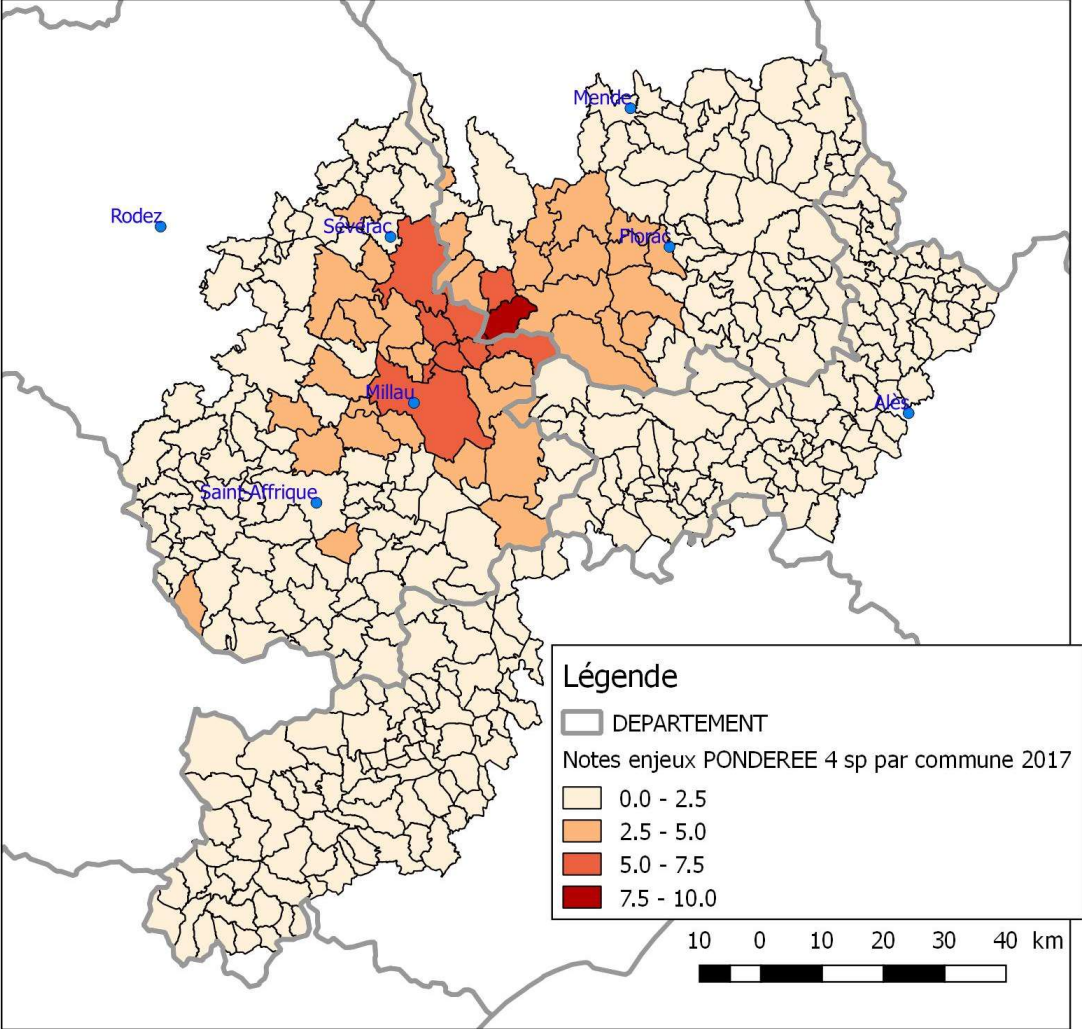 Mende
Rodez
Sévérac
Florac
Millau
Alès
Saint-Affrique
Légende
DEPARTEMENT
Notes enjeux PONDEREE 4 sp par commune 2017
0.0 - 2.5
2.5 - 5.0
5.0 - 7.5
7.5 - 10.0
10 0 10 20 30 40 km